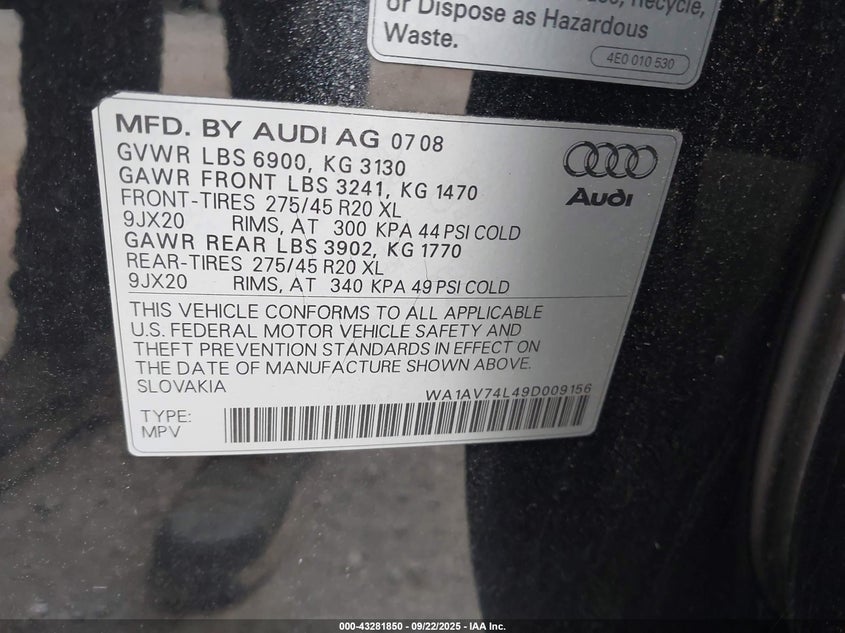 or Dispose as Hazardous
Waste.
4E0 010 530
MFD. BY AUDI AG 07 08
GVWR LBS 6900, KG 3130
GAWR FRONT LBS 3241, KG 1470
FRONT-TIRES 275/45 R20 XL
9JX20 RIMS, AT 300 KPA 44 PSI COLD
GAWR REAR LBS 3902, KG 1770
REAR-TIRES 275/45 R20 XL
9JX20 RIMS, AT 340 KPA 49 PSI COLD
Audi
THIS VEHICLE CONFORMS TO ALL APPLICABLE
U.S. FEDERAL MOTOR VEHICLE SAFETY AND
THEFT PREVENTION STANDARDS IN EFFECT ON
THE DATE OF MANUFACTURE SHOWN ABOVE.
SLOVAKIA
WA1AV74L49D009156
TYPE:
MPV
000-43281850 - 09/22/2025 - IAA Inc.